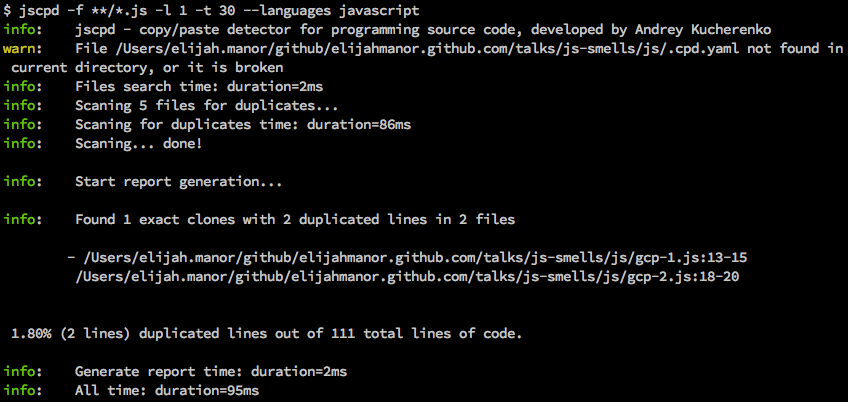 $ jscpd -f **/*.js -l 1 -t 30 --languages javascript
info:    jscpd - copy/paste detector for programming source code, developed by Andrey Kucherenko
warn:    File /Users/elijah.manor/github/elijahmanor.github.com/talks/js-smells/js/.cpd.yaml not found in
current directory, or it is broken
info:    Files search time: duration=2ms
info:    Scaning 5 files for duplicates...
info:    Scaning for duplicates time: duration=86ms
info:    Scaning... done!
info:    Start report generation...
info:    Found 1 exact clones with 2 duplicated lines in 2 files
- /Users/elijah.manor/github/elijahmanor.github.com/talks/js-smells/js/gcp-1.js:13-15
/Users/elijah.manor/github/elijahmanor.github.com/talks/js-smells/js/gcp-2.js:18-20
1.80% (2 lines) duplicated lines out of 111 total lines of code.
info:    Generate report time: duration=2ms
info:    All time: duration=95ms